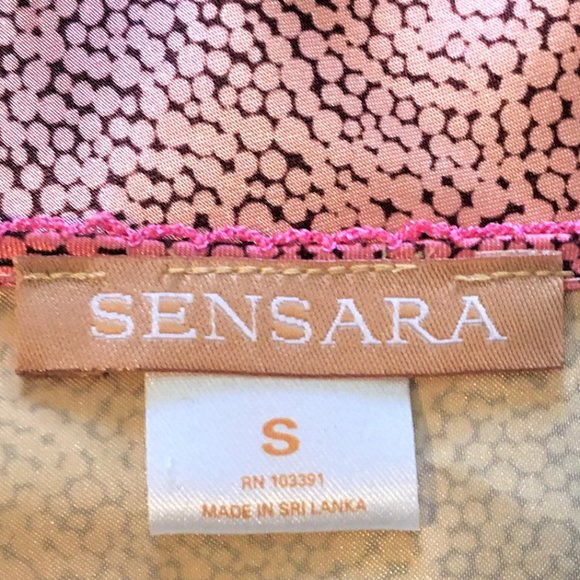 SENSARA
S
RN 103391
MADE IN SRI LANKA